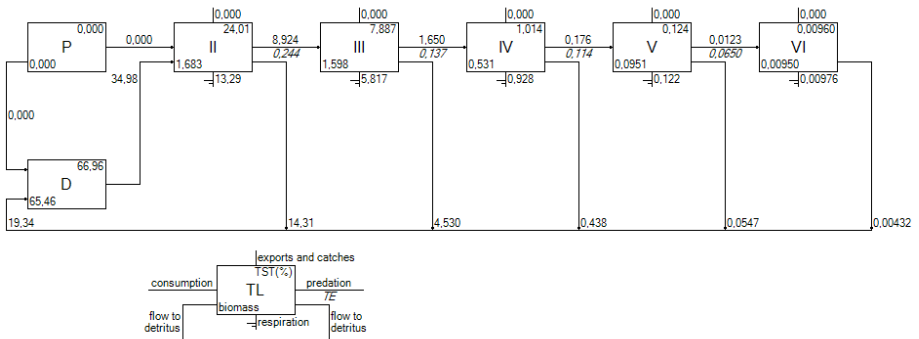 0,000 0,000 0,000 0,000 0,000
0,000 24,01 7,887 1,014 0,124 0,00960
P 0,000 II 8,924 III 1,650 IV 0,176 V 0,0123 VI
0,244 0,137 0,114 0,0650
0,000 1,683 1,598 0,531 0,0951 0,00950
34,98 13,29 5,817 0,928 0,122 0,00976
0,000
66,96
D
65,46
19,34 14,31 4,530 0,438 0,0547 0,00432
exports and catches
TST(%)
consumption predation
TL TE
biomass
flow to respiration flow to
detritus detritus